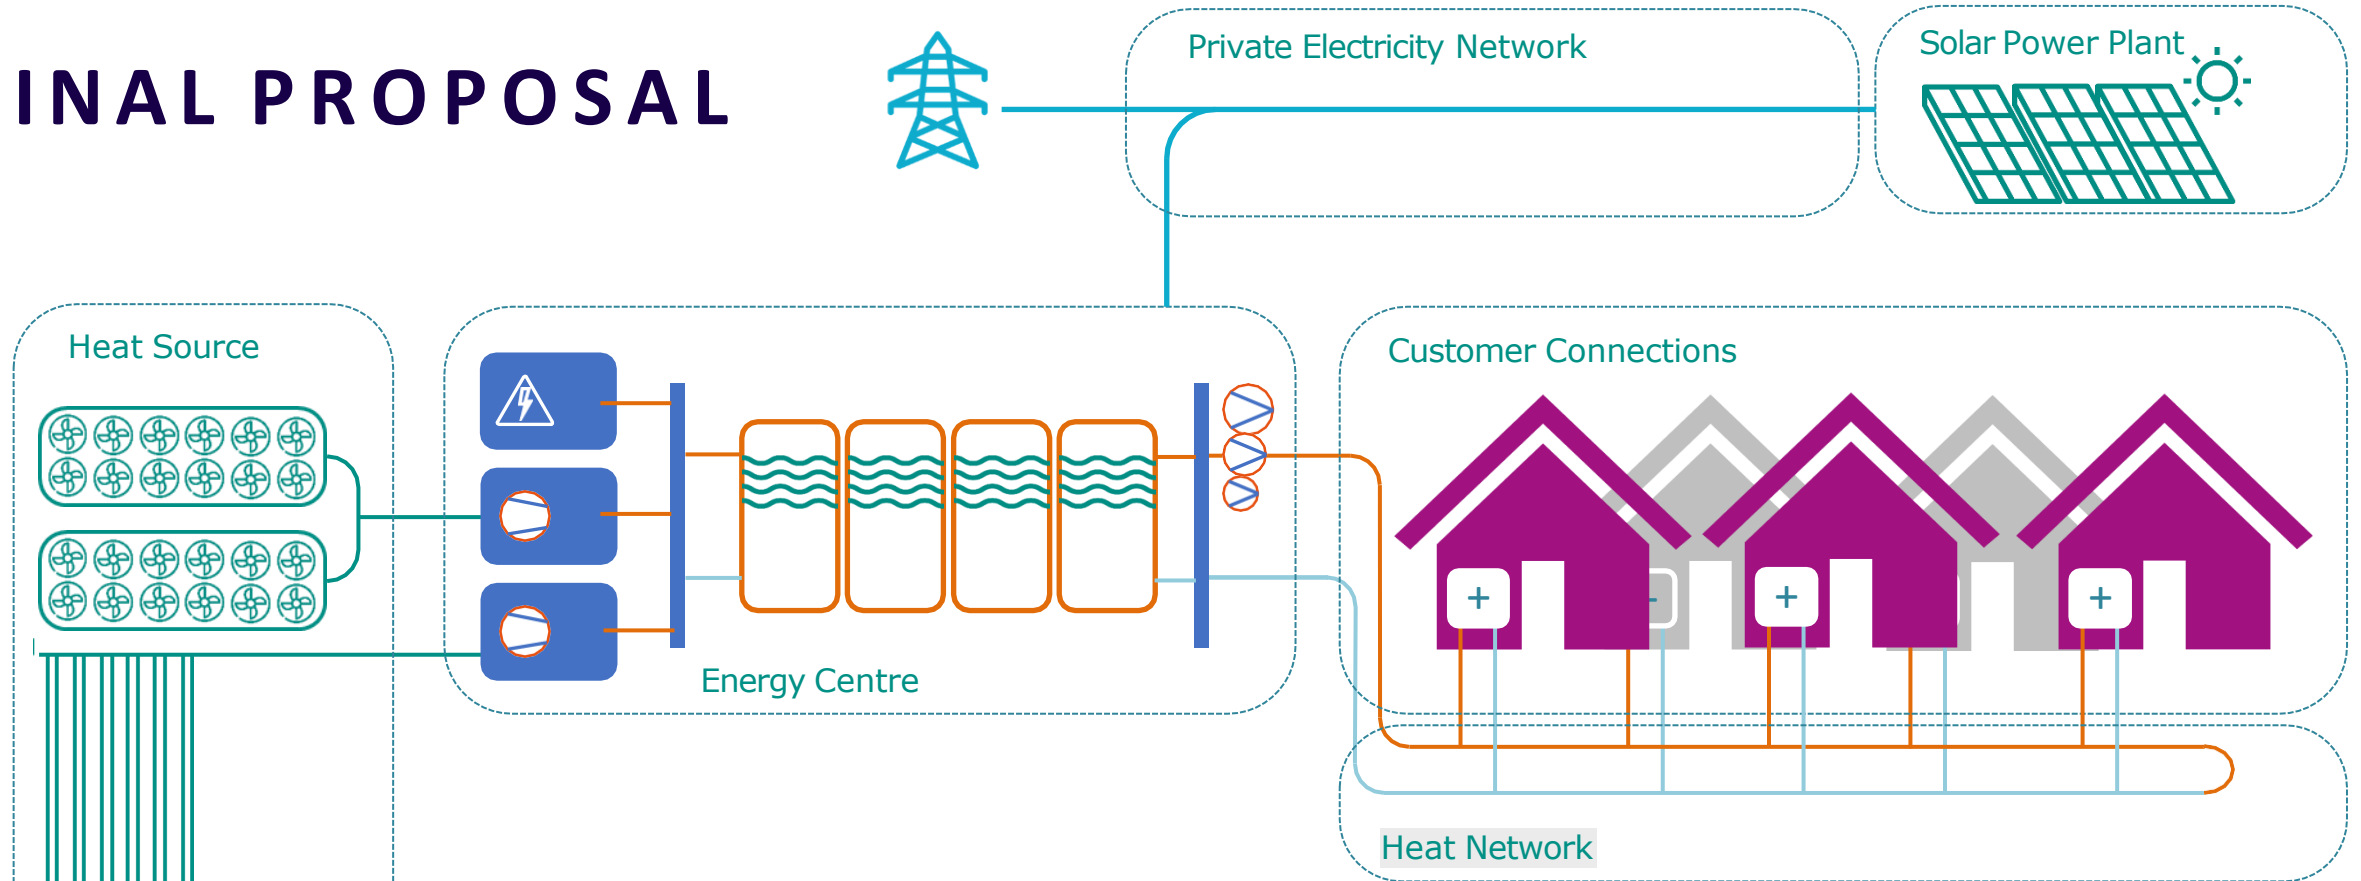 INAL PROPOSAL
Private Electricity Network
Solar Power Plant
Heat Source
Energy Centre
Customer Connections
Heat Network